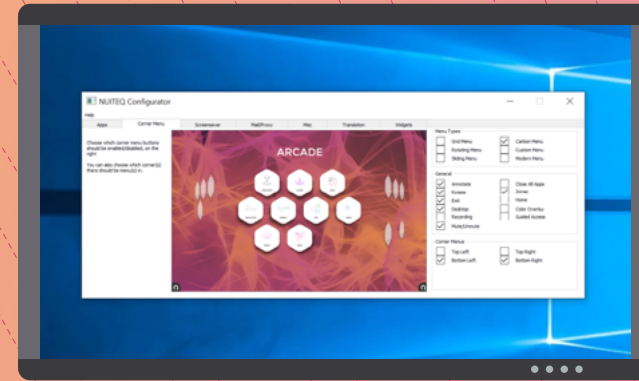 NUITEQ Configurator
Help
Apps Corner Menu Screensaver Mail/Proxy Misc Translation Widgets
Choose which corner menu buttons
should be enabled/disabled, on the
right
You can also choose which corner(s)
there should be menu(s) in.
ARCADE
Menu Types
Grid Menu Carbon Menu
Rotating Menu Custom Menu
Sliding Menu Modern Menu
General
Annotate Close All Apps
Exit Home
Desktop Color Overlay
Recording Guided Access
Mute/Unmute
Corner Menus
Top Left Top Right
Bottom Left Bottom Right